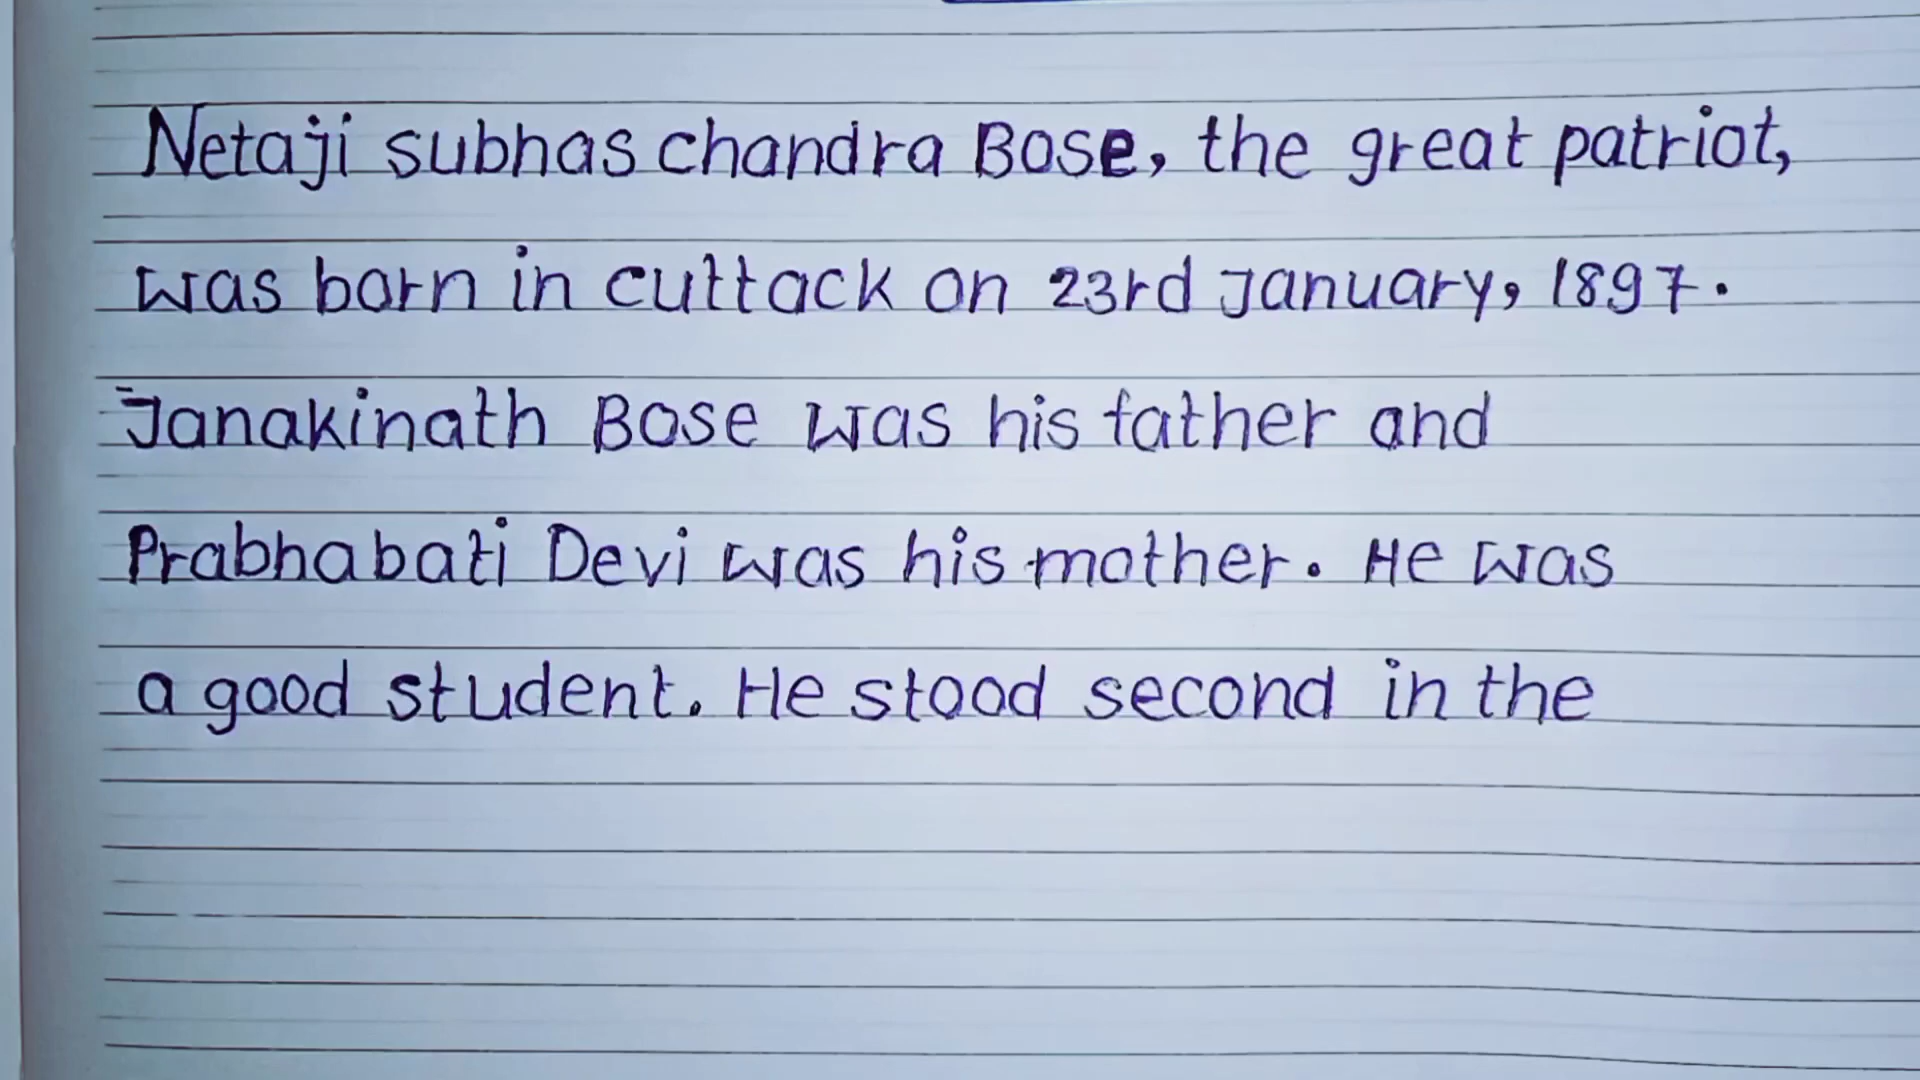 Netaji subhas chandra Bose, the great patriot,
was born in cuttack on 23rd January, 1897.
Janakinath Bose was his father and
Prabhabati Devi was his mother. He was
a good student. He stood second in the